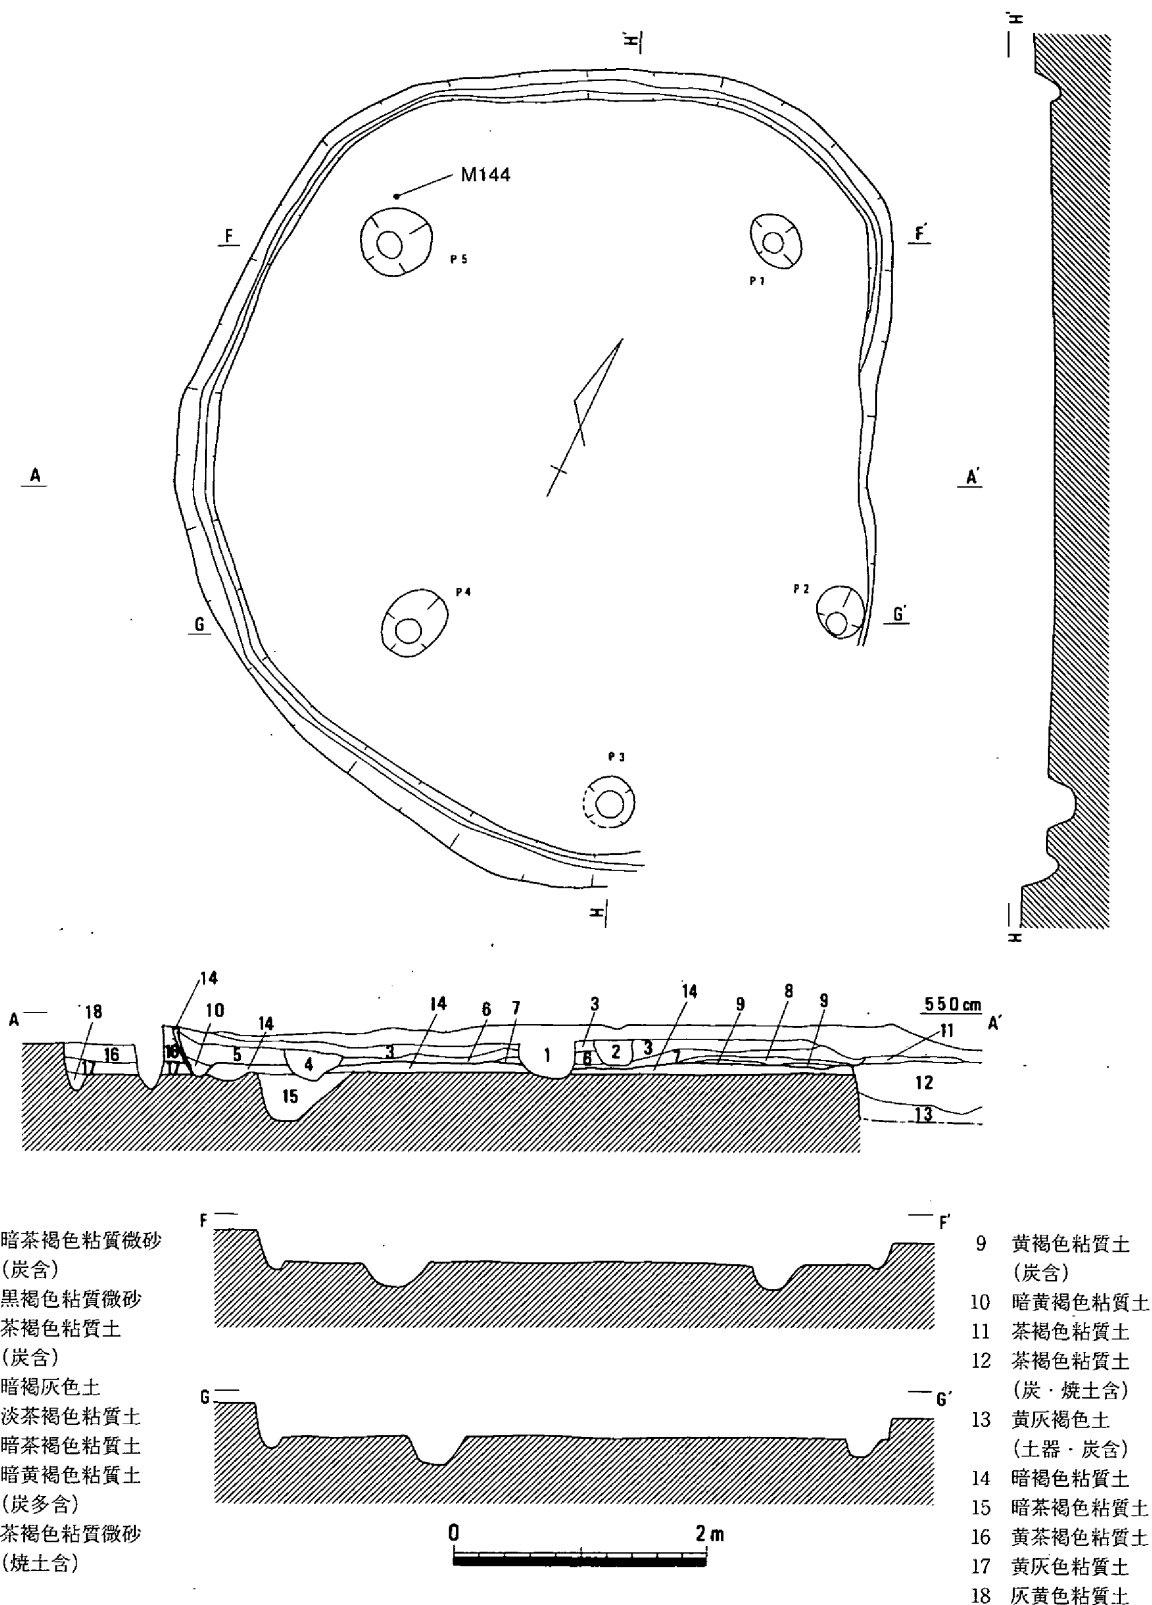 H'
M144
F
F'
P5
P1
A
A'
P4
P2
G
G'
P3
H
H'
H
14
A
18
10
14
14
6
7
3
14
9
8
9
550cm
A'
11
16
16
5
4
3
1
6
2
3
7
12
17
17
15
13
F
F'
G
G'
0
2m
暗茶褐色粘質微砂
(炭含)
黒褐色粘質微砂
茶褐色粘質土
(炭含)
暗褐灰色土
淡茶褐色粘質土
暗茶褐色粘質土
暗黄褐色粘質土
(炭多含)
茶褐色粘質微砂
(焼土含)
9 黄褐色粘質土
(炭含)
10 暗黄褐色粘質土
11 茶褐色粘質土
12 茶褐色粘質土
(炭・焼土含)
13 黄灰褐色土
(土器・炭含)
14 暗褐色粘質土
15 暗茶褐色粘質土
16 黄茶褐色粘質土
17 黄灰色粘質土
18 灰黄色粘質土